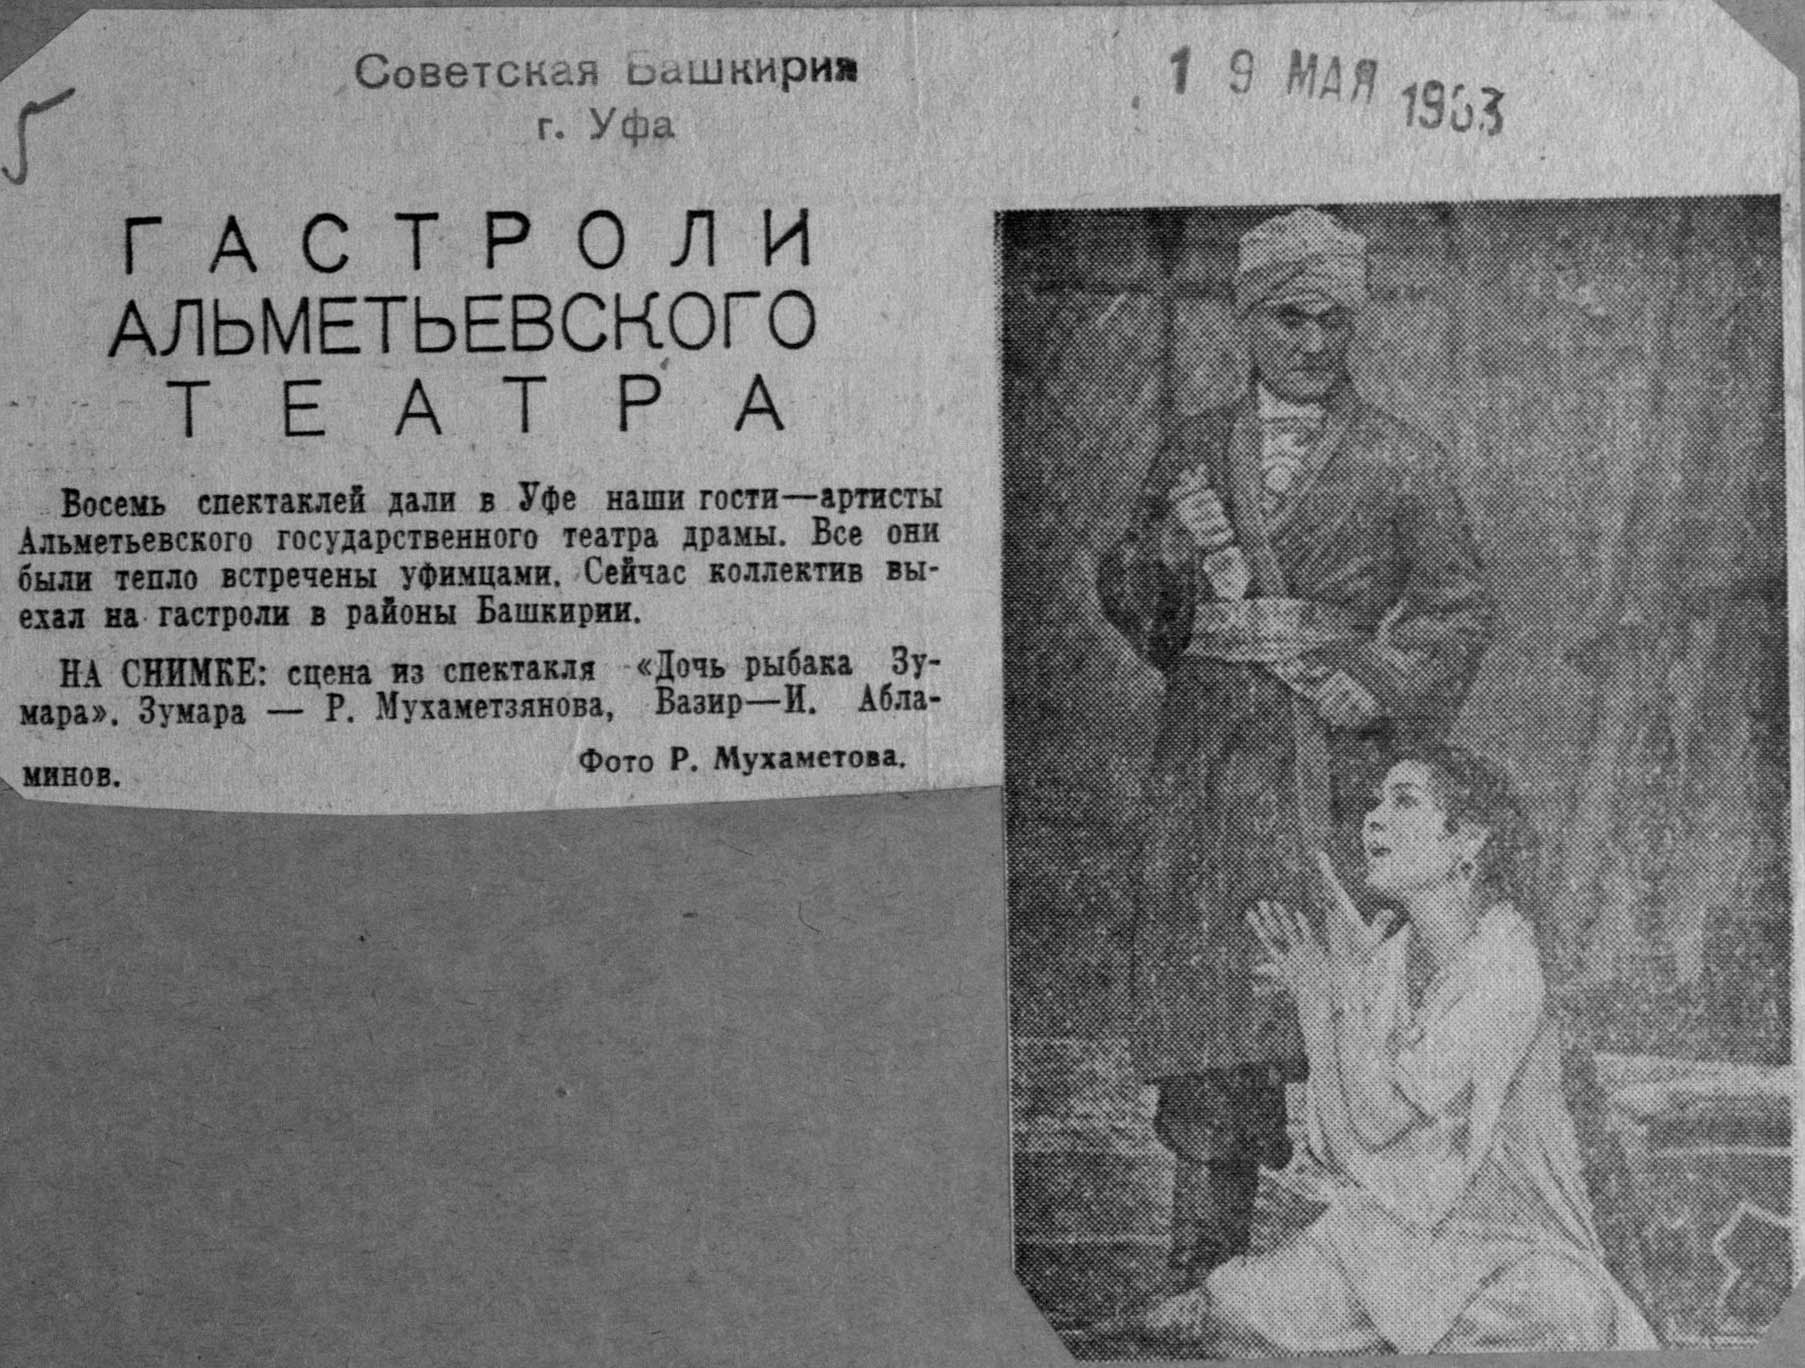 Советская Башкирия
г. Уфа
19 МАЯ 1963
5
ГАСТРОЛИ
АЛЬМЕТЬЕВСКОГО
ТЕАТРА
Восемь спектаклей дали в Уфе наши гости—артисты
Альметьевского государственного театра драмы. Все они
были тепло встречены уфимцами. Сейчас коллектив вы-
ехал на гастроли в районы Башкирии.
НА СНИМКЕ: сцена из спектакля «Дочь рыбака Зу-
мара». Зумара — Р. Мухаметзянова, Вазир—И. Абла-
минов.
Фото Р. Мухаметова.